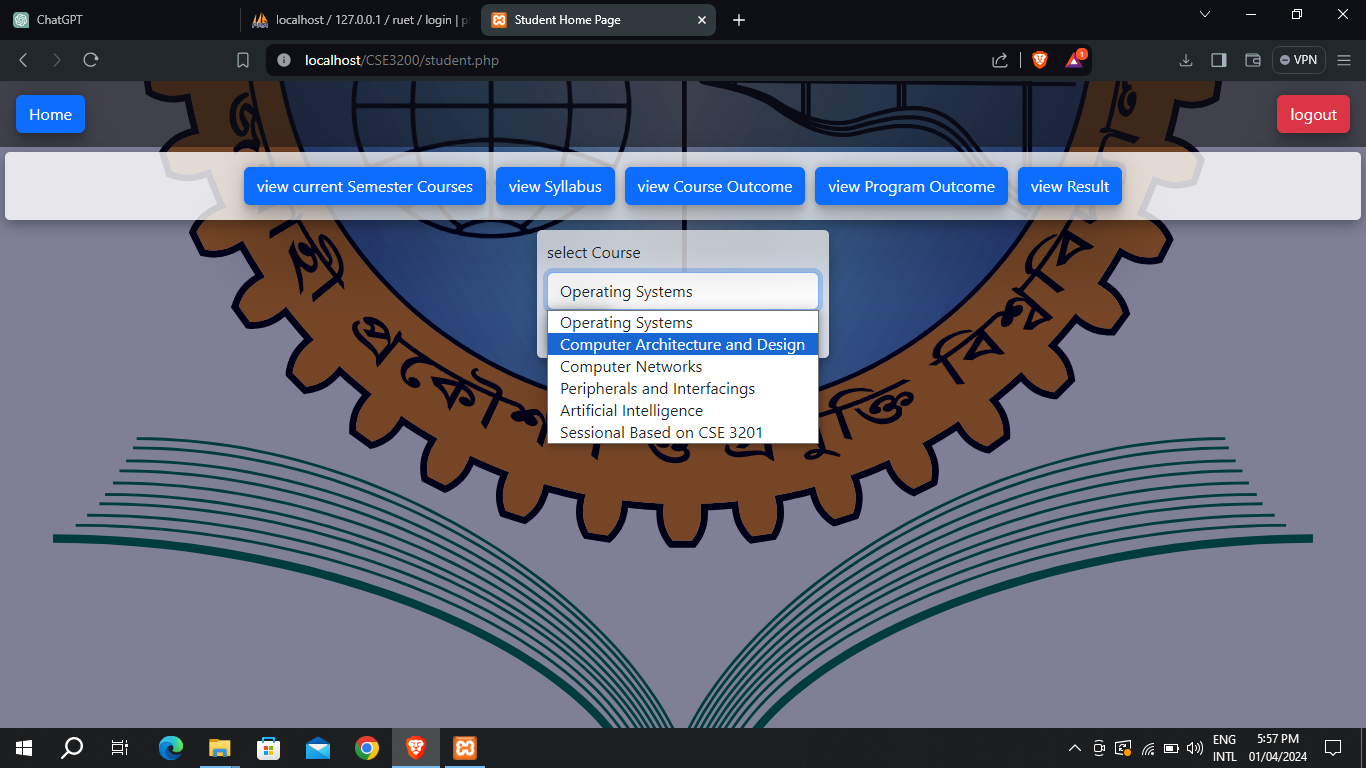 ChatGPT
localhost / 127.0.0.1 / ruet / login | p
Student Home Page
localhost/CSE3200/student.php
1
VPN
Home
logout
view current Semester Courses
view Syllabus
view Course Outcome
view Program Outcome
view Result
select Course
Operating Systems
Operating Systems
Computer Architecture and Design
Computer Networks
Peripherals and Interfacings
Artificial Intelligence
Sessional Based on CSE 3201
ENG
INTL
5:57 PM
01/04/2024